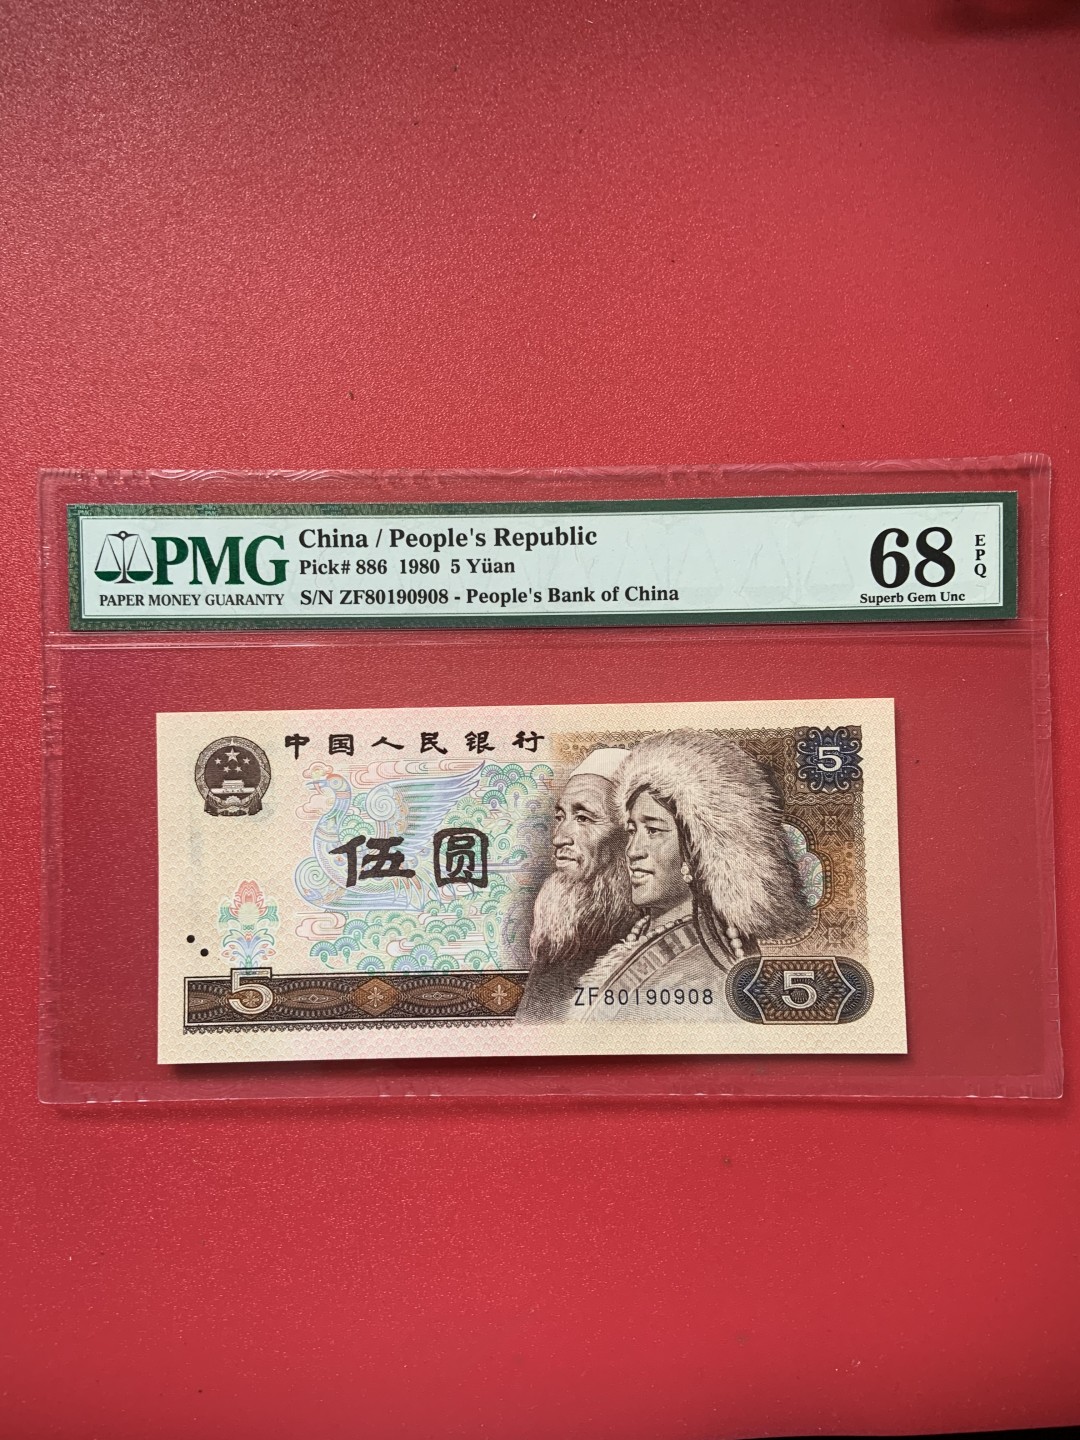 PMG
PAPER MONEY GUARANTY
China / People's Republic
Pick# 886 1980 5 Yüan
S/N ZF80190908 - People's Bank of China
68
EPQ
Superb Gem Unc
中国人民银行
5
伍圆
5
ZF80190908
5